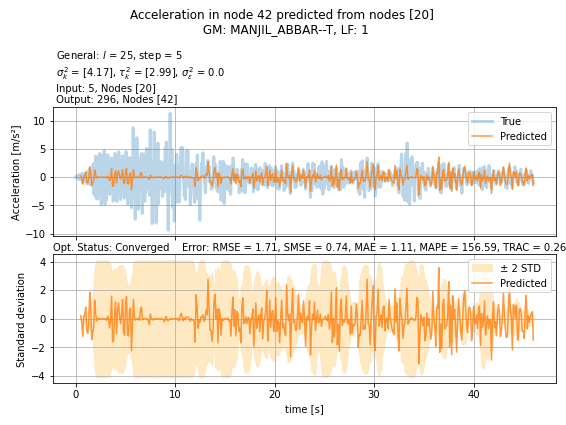 Acceleration in node 42 predicted from nodes [20]
GM: MANJIL_ABBAR--T, LF: 1
General: l = 25, step = 5
σ²ₖ = [4.17], τ²ₖ = [2.99], σ²ε = 0.0
Input: 5, Nodes [20]
Output: 296, Nodes [42]
Acceleration [m/s²]
10
5
0
−5
−10
True
Predicted
Opt. Status: Converged Error: RMSE = 1.71, SMSE = 0.74, MAE = 1.11, MAPE = 156.59, TRAC = 0.26
Standard deviation
4
2
0
−2
−4
± 2 STD
Predicted
0 10 20 30 40
time [s]